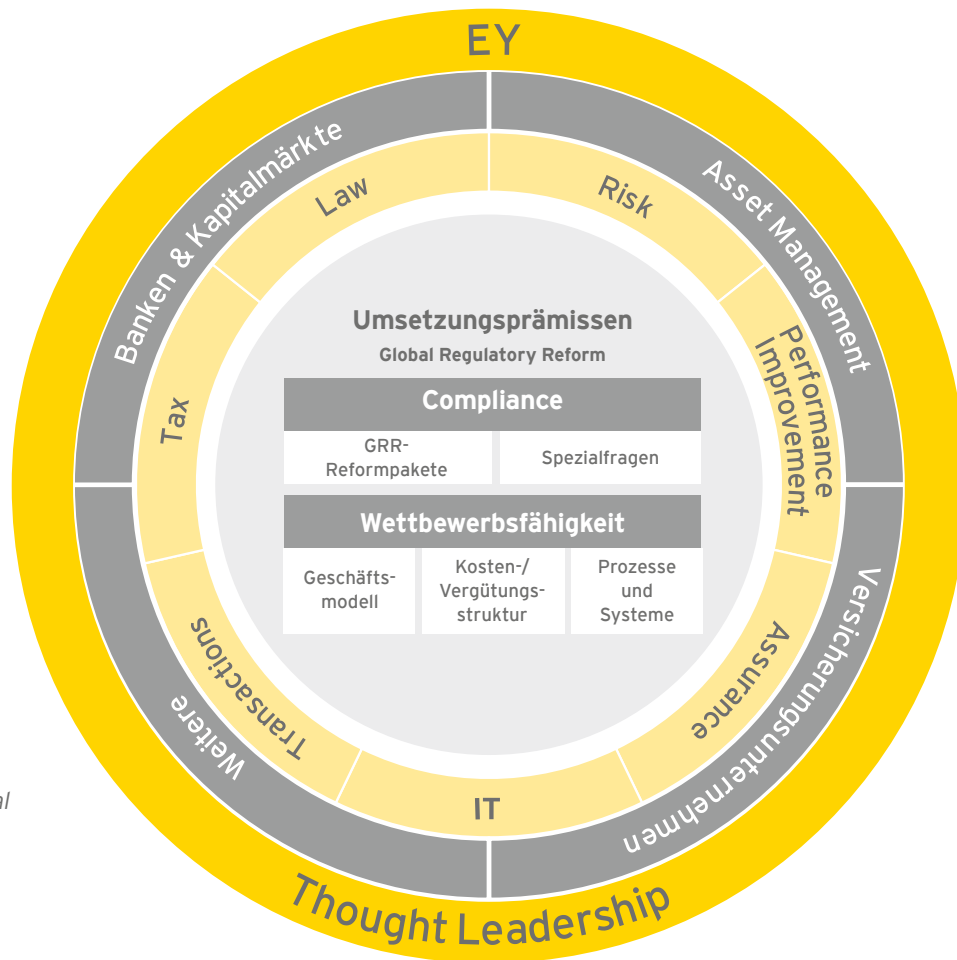 EY
Banken & Kapitalmärkte
Asset Management
Versicherungsunternehmen
Weitere
Law
Risk
Performance
Improvement
Assurance
IT
Transactions
Tax
Umsetzungsprämissen
Global Regulatory Reform
Compliance
GRR-
Reformpakete
Spezialfragen
Wettbewerbsfähigkeit
Geschäfts-
modell
Kosten-/
Vergütungs-
struktur
Prozesse
und
Systeme
Thought Leadership